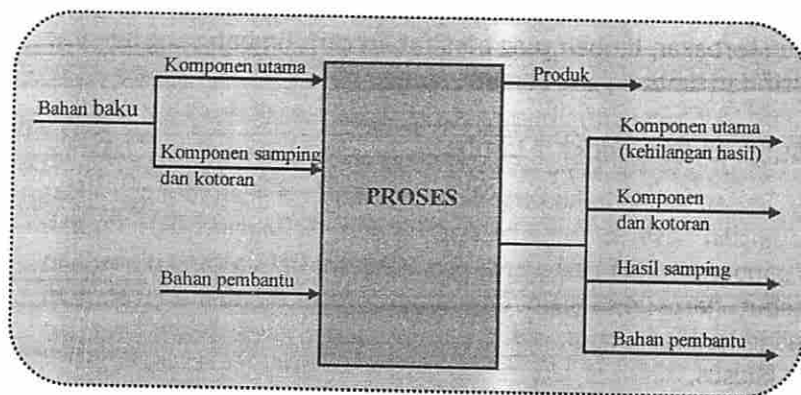 Komponen utama
Bahan baku
Komponen samping
dan kotoran
Bahan pembantu
PROSES
Produk
Komponen utama
(kehilangan hasil)
Komponen
dan kotoran
Hasil samping
Bahan pembantu